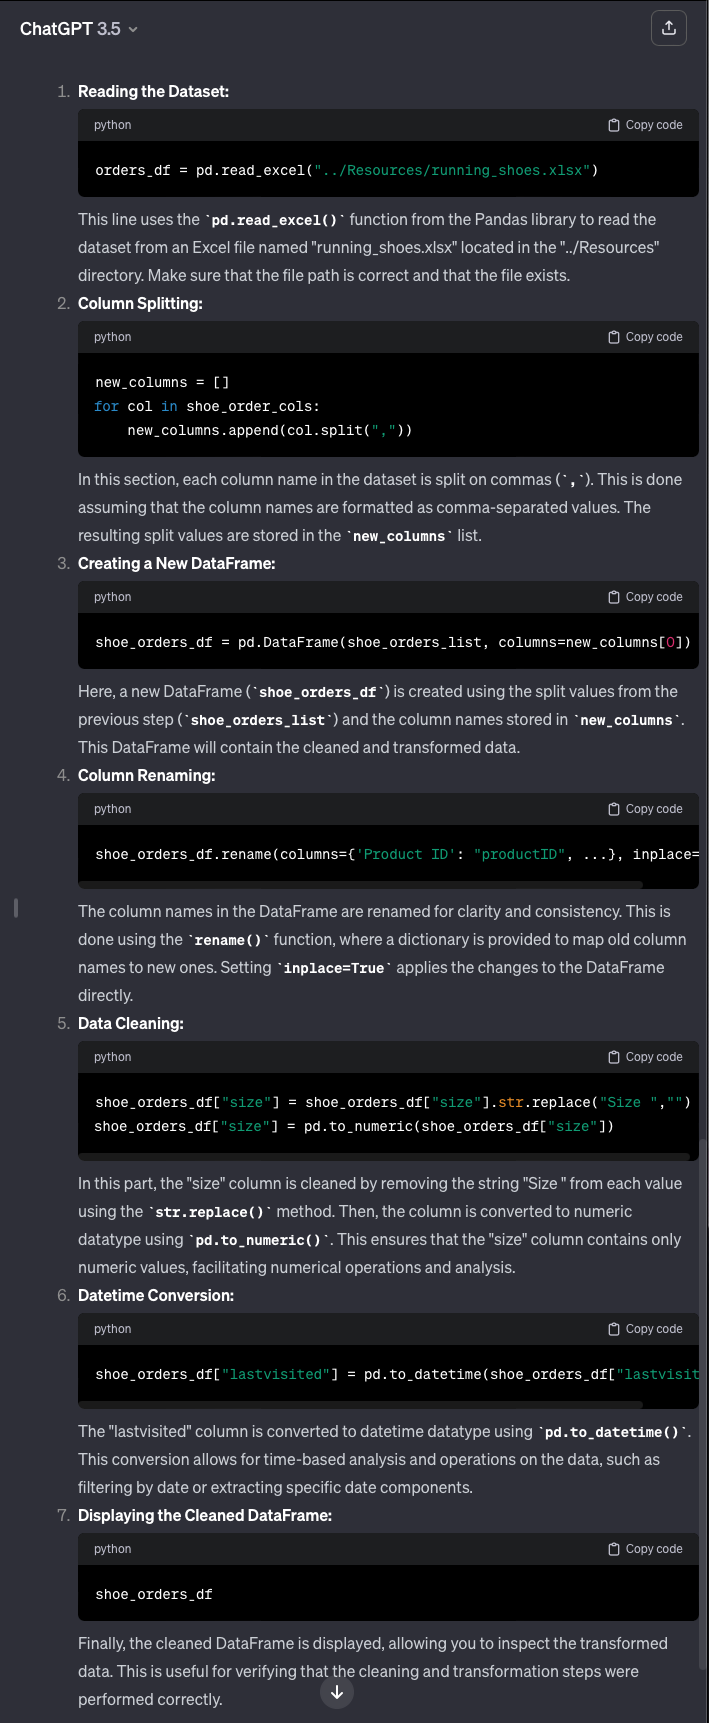 ChatGPT 3.5
1. Reading the Dataset:
python
Copy code
orders_df = pd.read_excel("../Resources/running_shoes.xlsx")
This line uses the `pd.read_excel()` function from the Pandas library to read the
dataset from an Excel file named "running_shoes.xlsx" located in the "../Resources"
directory. Make sure that the file path is correct and that the file exists.
2. Column Splitting:
python
Copy code
new_columns = []
for col in shoe_order_cols:
    new_columns.append(col.split(","))
In this section, each column name in the dataset is split on commas (`,`). This is done
assuming that the column names are formatted as comma-separated values. The
resulting split values are stored in the `new_columns` list.
3. Creating a New DataFrame:
python
Copy code
shoe_orders_df = pd.DataFrame(shoe_orders_list, columns=new_columns[0])
Here, a new DataFrame (`shoe_orders_df`) is created using the split values from the
previous step (`shoe_orders_list`) and the column names stored in `new_columns`.
This DataFrame will contain the cleaned and transformed data.
4. Column Renaming:
python
Copy code
shoe_orders_df.rename(columns={'Product ID': "productID", ...}, inplace=
The column names in the DataFrame are renamed for clarity and consistency. This is
done using the `rename()` function, where a dictionary is provided to map old column
names to new ones. Setting `inplace=True` applies the changes to the DataFrame
directly.
5. Data Cleaning:
python
Copy code
shoe_orders_df["size"] = shoe_orders_df["size"].str.replace("Size ","")
shoe_orders_df["size"] = pd.to_numeric(shoe_orders_df["size"])
In this part, the "size" column is cleaned by removing the string "Size " from each value
using the `str.replace()` method. Then, the column is converted to numeric
datatype using `pd.to_numeric()`. This ensures that the "size" column contains only
numeric values, facilitating numerical operations and analysis.
6. Datetime Conversion:
python
Copy code
shoe_orders_df["lastvisited"] = pd.to_datetime(shoe_orders_df["lastvisit
The "lastvisited" column is converted to datetime datatype using `pd.to_datetime()`.
This conversion allows for time-based analysis and operations on the data, such as
filtering by date or extracting specific date components.
7. Displaying the Cleaned DataFrame:
python
Copy code
shoe_orders_df
Finally, the cleaned DataFrame is displayed, allowing you to inspect the transformed
data. This is useful for verifying that the cleaning and transformation steps were
performed correctly.